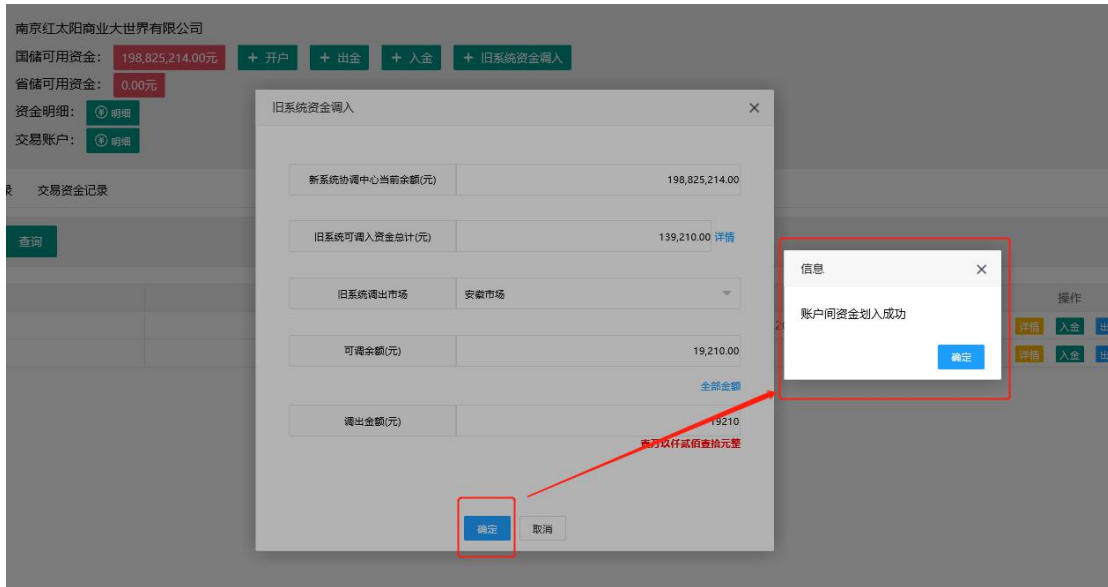 南京红太阳商业大世界有限公司
国储可用资金： 198,825,214.00元 + 开户 + 出金 + 入金 + 旧系统资金调入
省储可用资金： 0.00元
资金明细： 明细
交易账户： 明细
交易资金记录
查询
操作
详情 入金
详情 入金
旧系统资金调入
新系统协调中心当前余额(元) 198,825,214.00
旧系统可调入资金总计(元) 139,210.00 详情
旧系统调出市场 安徽市场
可调余额(元) 19,210.00
全部金额
调出金额(元) 19210
壹万玖仟贰佰壹拾元整
确定 取消
信息
账户间资金划入成功
确定